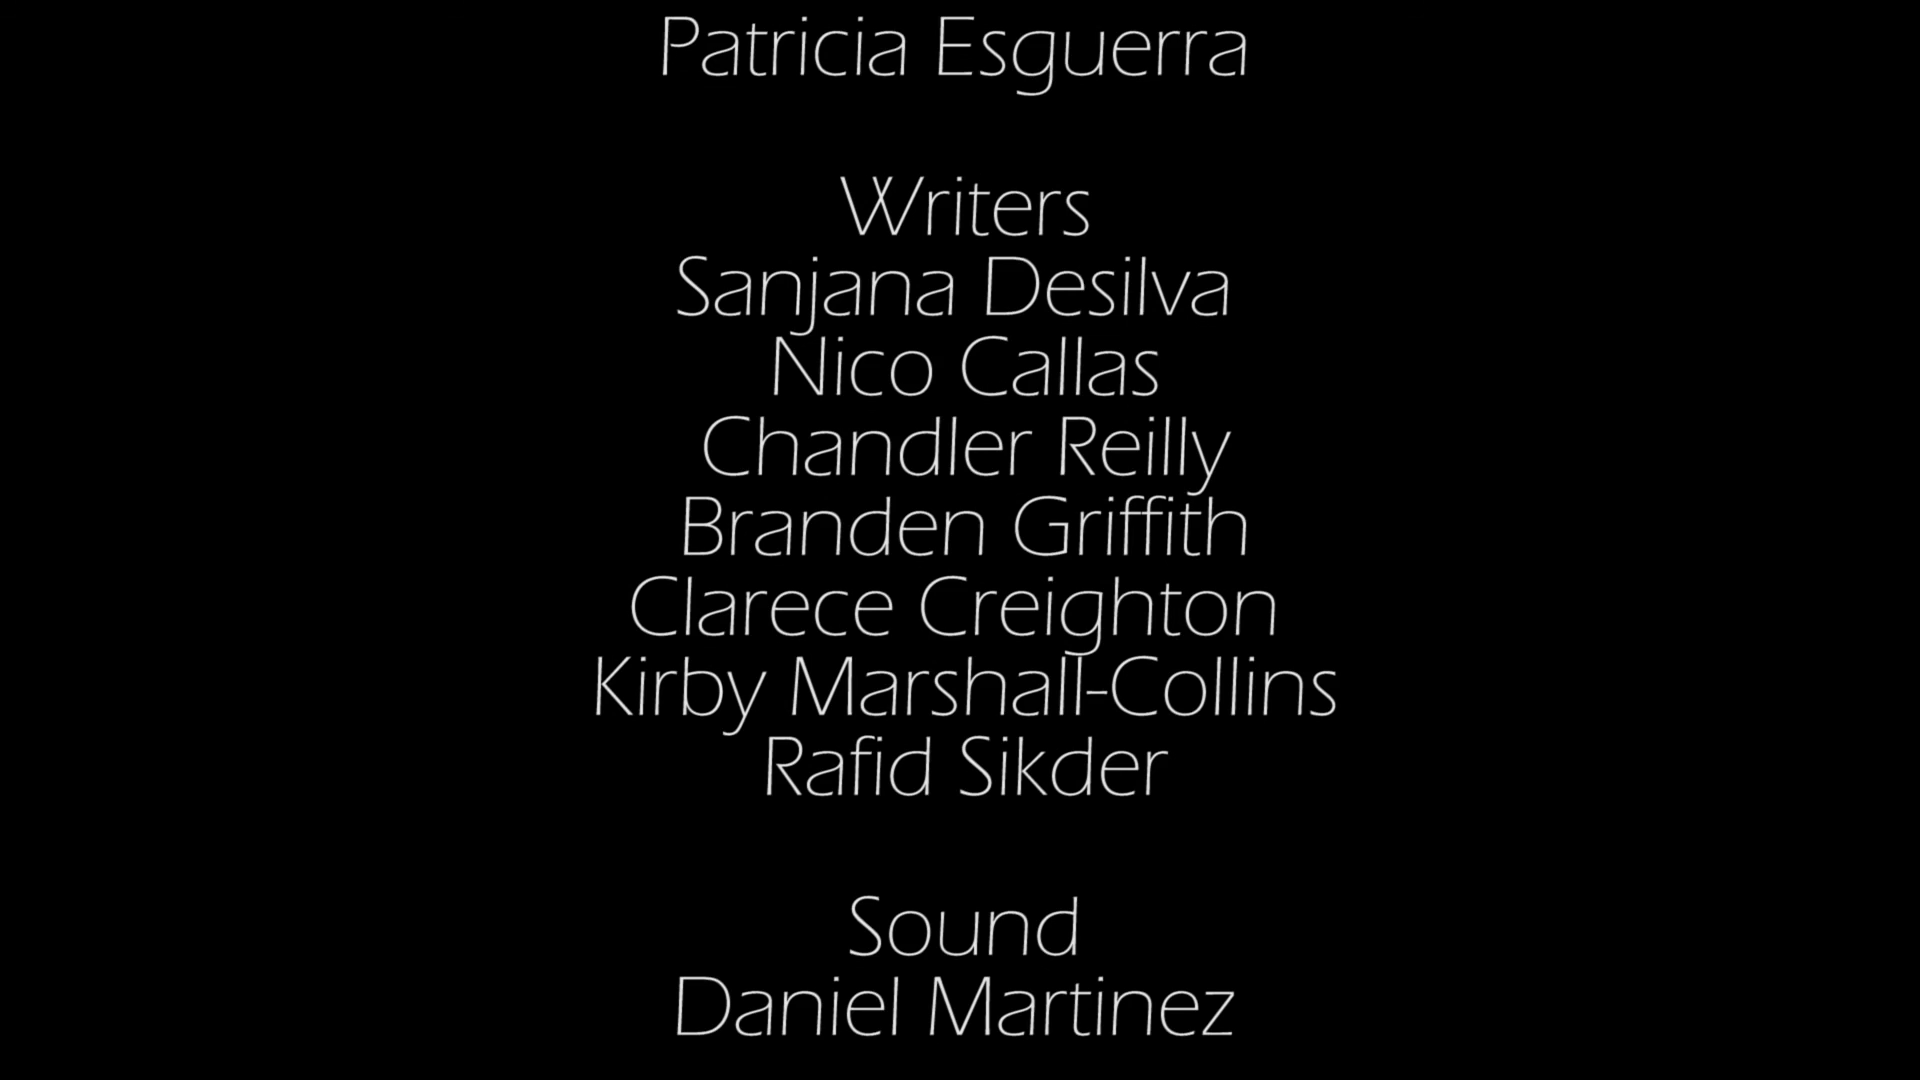 Patricia Esguerra
Writers
Sanjana Desilva
Nico Callas
Chandler Reilly
Branden Griffith
Clarece Creighton
Kirby Marshall-Collins
Rafid Sikder
Sound
Daniel Martinez